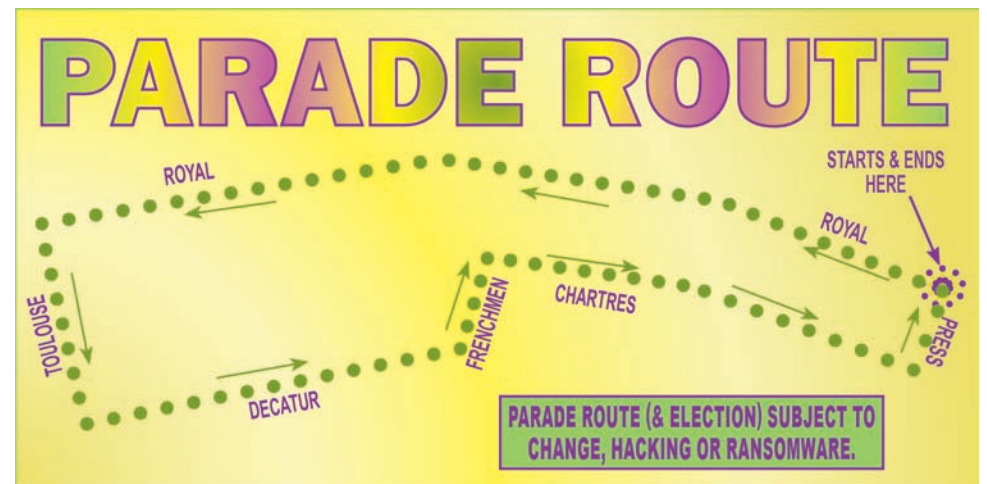 PARADE ROUTE
STARTS & ENDS
HERE
ROYAL
ROYAL
TOULOUSE
DECATUR
FRENCHMEN
CHARTRES
PRESS
PARADE ROUTE (& ELECTION) SUBJECT TO
CHANGE, HACKING OR RANSOMWARE.